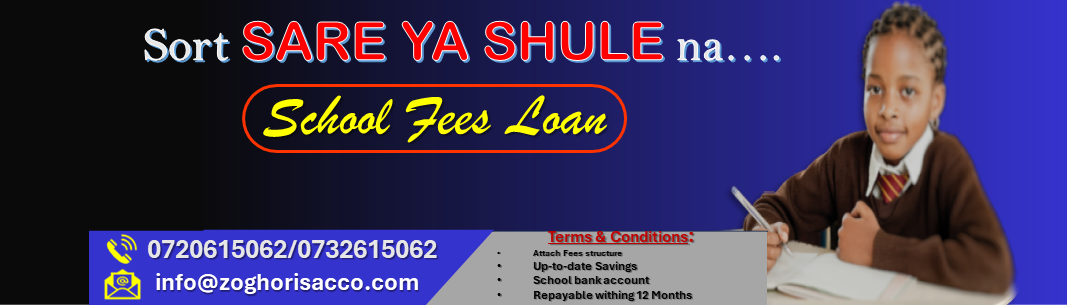 Sort SARE YA SHULE na....
School Fees Loan
0720615062/0732615062
info@zoghorisacco.com
Terms & Conditions:
• Attach Fees structure
• Up-to-date Savings
• School bank account
• Repayable withing 12 Months